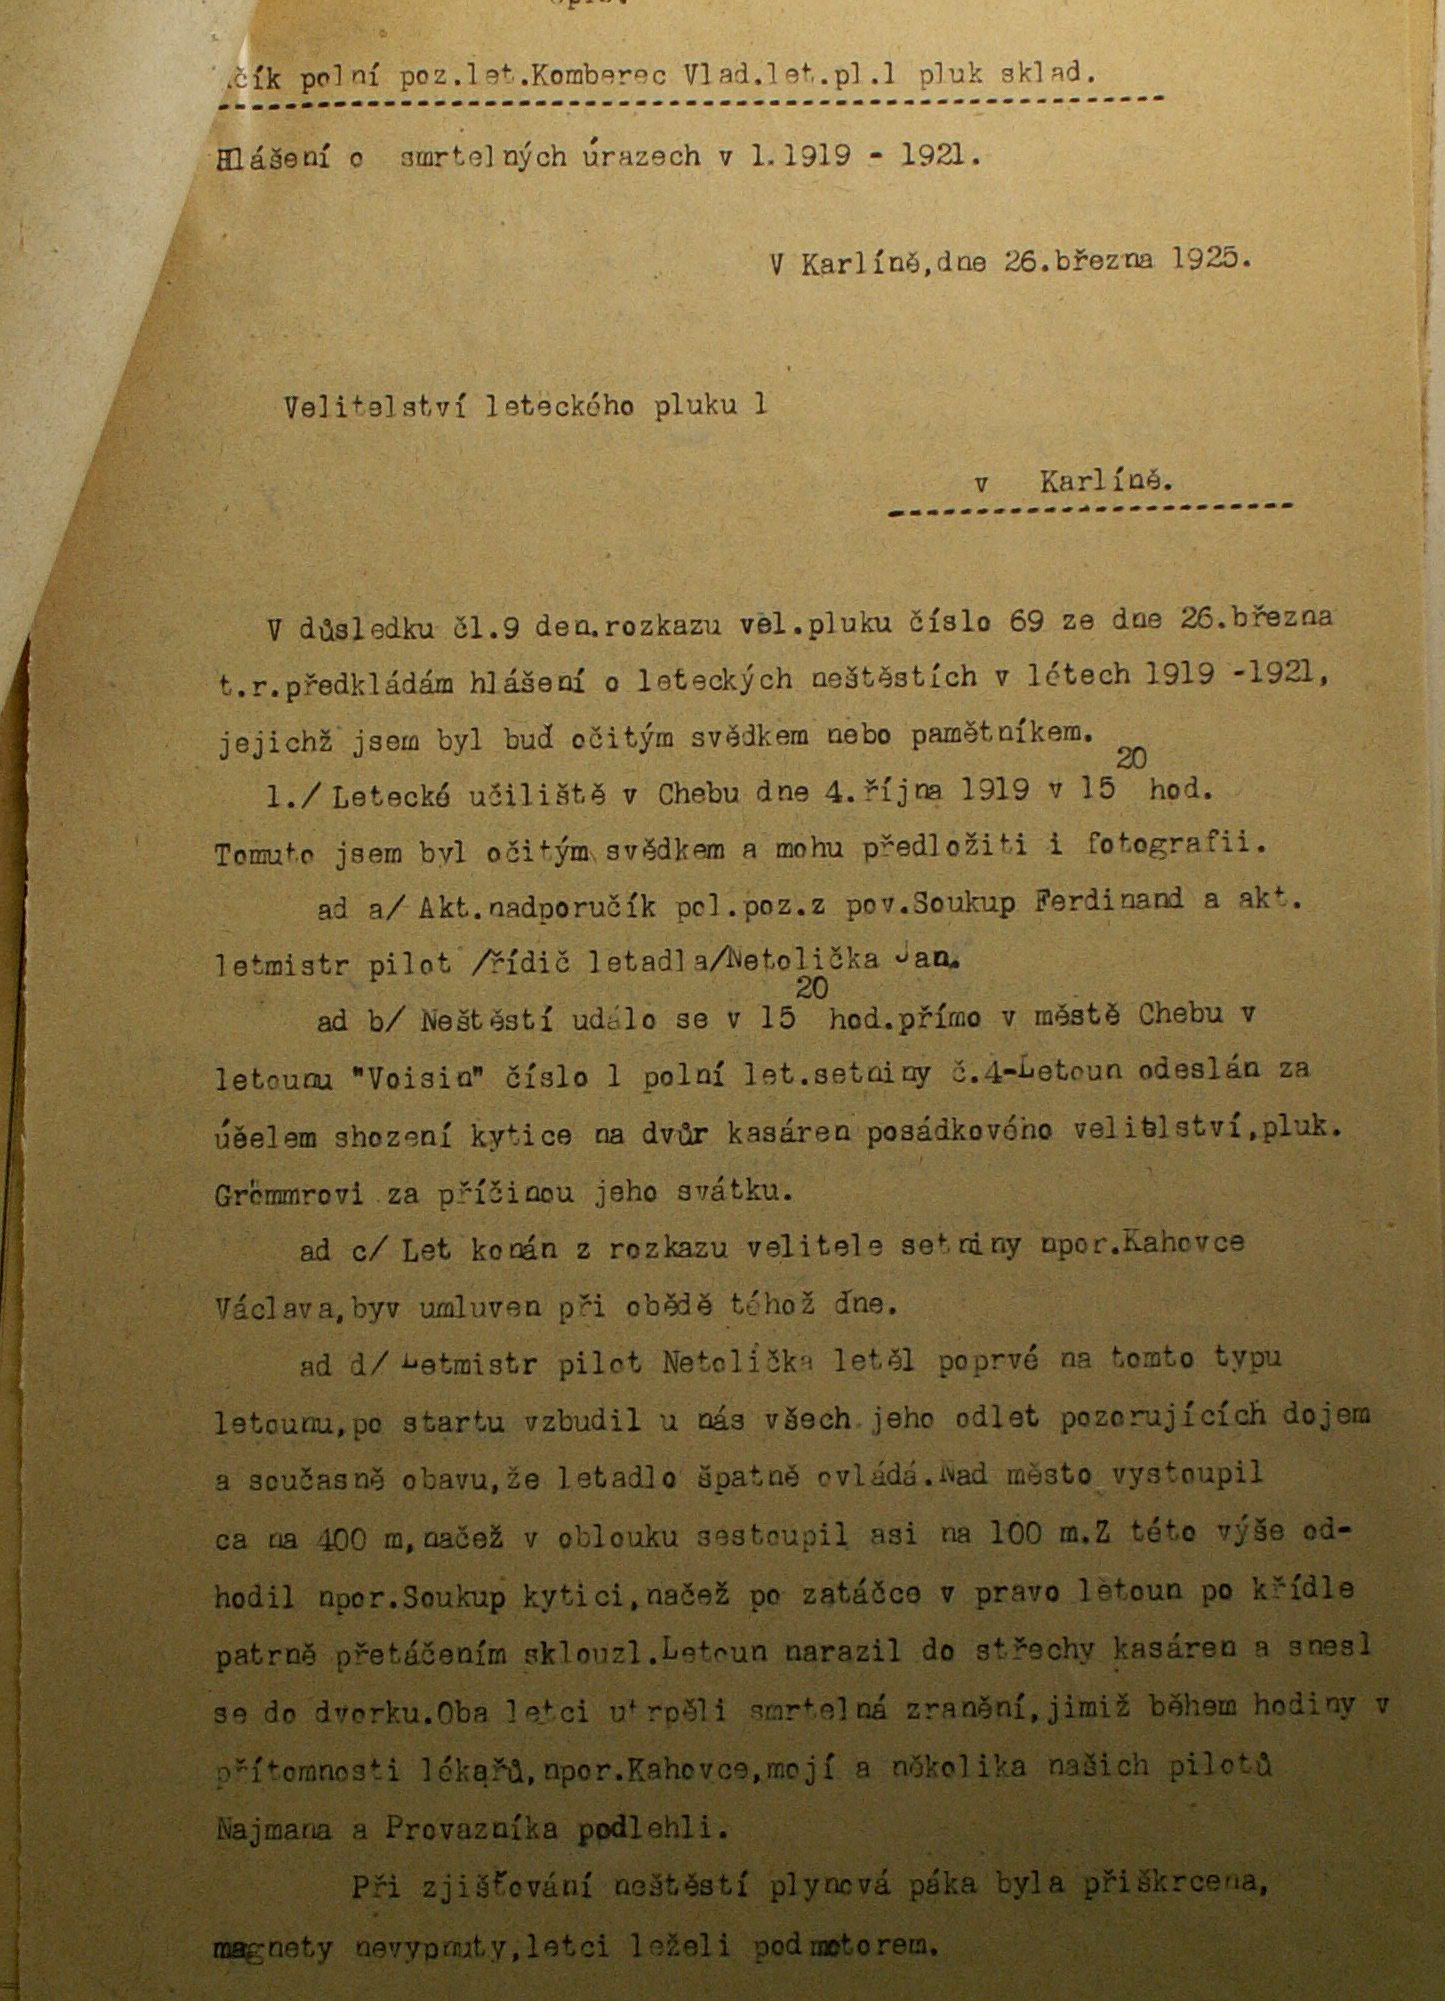 čík polní poz.let.Komberec Vlad.let.pl.1 pluk sklad.
Hlášení o smrtelných úrazech v l.1919 - 1921.
V Karlíně,dne 26.března 1925.
Velitelství leteckého pluku 1
v Karlíně.
V důsledku čl.9 den.rozkazu vel.pluku číslo 69 ze dne 26.března
t.r.předkládám hlášení o leteckých neštěstích v létech 1919 -1921,
jejichž jsem byl buď očitým svědkem nebo pamětníkem.
1./ Letecké učiliště v Chebu dne 4.října 1919 v 15 20 hod.
Tomuto jsem byl očitým svědkem a mohu předložiti i fotografii.
ad a/ Akt.nadporučík pol.poz.z pov.Soukup Ferdinand a akt.
letmistr pilot /řídič letadla/Netolička Jan.
ad b/ Neštěstí událo se v 15 20 hod.přímo v městě Chebu v
letounu "Voisin" číslo 1 polní let.setniny č.4-Letoun odeslán za
účelem shození kytice na dvůr kasáren posádkového velitelství,pluk.
Grömmrovi za příčinou jeho svátku.
ad c/ Let konán z rozkazu velitele setniny npor.Kahovce
Václava,byv umluven při obědě téhož dne.
ad d/ Letmistr pilot Netolička letěl poprvé na tomto typu
letounu,po startu vzbudil u nás všech jeho odlet pozorujících dojem
a současně obavu,že letadlo špatně ovládá.Nad město vystoupil
ca na 400 m,načež v oblouku sestoupil asi na 100 m.Z této výše od-
hodil npor.Soukup kytici,načež po zatáčce v pravo letoun po křídle
patrně přetáčením sklouzl.Letoun narazil do střechy kasáren a snesl
se do dvorku.Oba letci utrpěli smrtelná zranění,jimiž během hodiny v
přítomnosti lékařů,npor.Kahovce,mojí a několika našich pilotů
Najmana a Provazníka podlehli.
Při zjišťování neštěstí plynová páka byla přiškrcena,
magnety nevypnuty,letci leželi pod motorem.